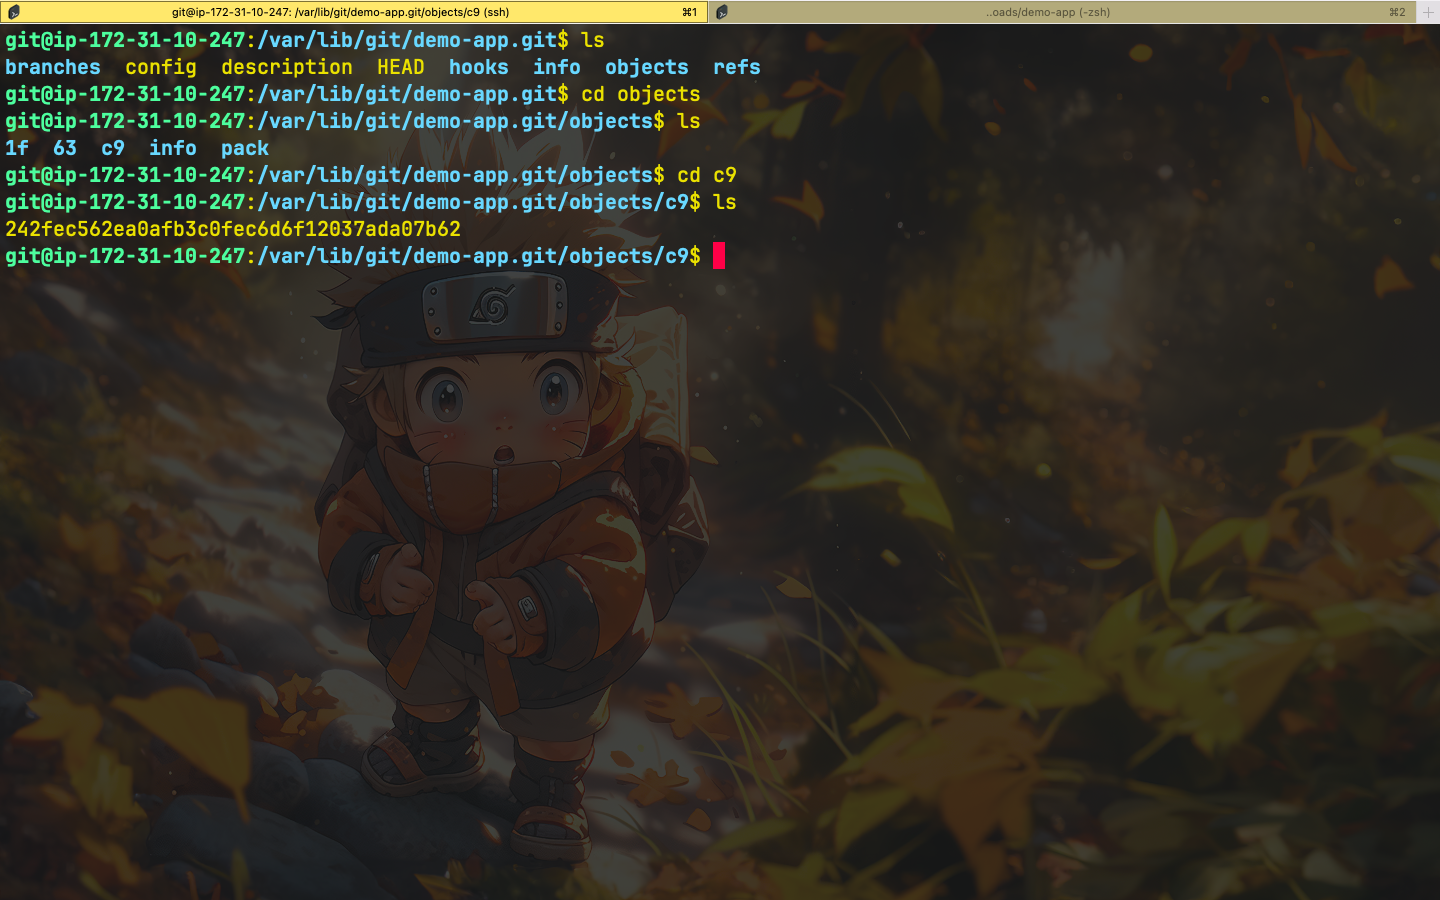 git@ip-172-31-10-247: /var/lib/git/demo-app.git/objects/c9 (ssh) ⌘1 ..oads/demo-app (-zsh) ⌘2 +
git@ip-172-31-10-247:/var/lib/git/demo-app.git$ ls
branches config description HEAD hooks info objects refs
git@ip-172-31-10-247:/var/lib/git/demo-app.git$ cd objects
git@ip-172-31-10-247:/var/lib/git/demo-app.git/objects$ ls
1f 63 c9 info pack
git@ip-172-31-10-247:/var/lib/git/demo-app.git/objects$ cd c9
git@ip-172-31-10-247:/var/lib/git/demo-app.git/objects/c9$ ls
242fec562ea0afb3c0fec6d6f12037ada07b62
git@ip-172-31-10-247:/var/lib/git/demo-app.git/objects/c9$